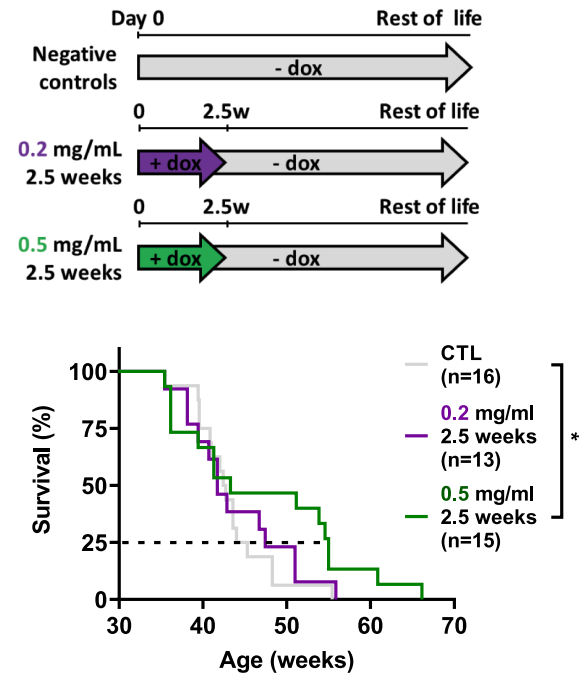 Day 0 Rest of life
Negative
controls
- dox
0 2.5w Rest of life
0.2 mg/mL
2.5 weeks
+ dox - dox
0 2.5w Rest of life
0.5 mg/mL
2.5 weeks
+ dox - dox
Survival (%)
100
75
50
25
0
30 40 50 60 70
Age (weeks)
CTL
(n=16)
0.2 mg/ml
2.5 weeks
(n=13)
0.5 mg/ml
2.5 weeks
(n=15)
*